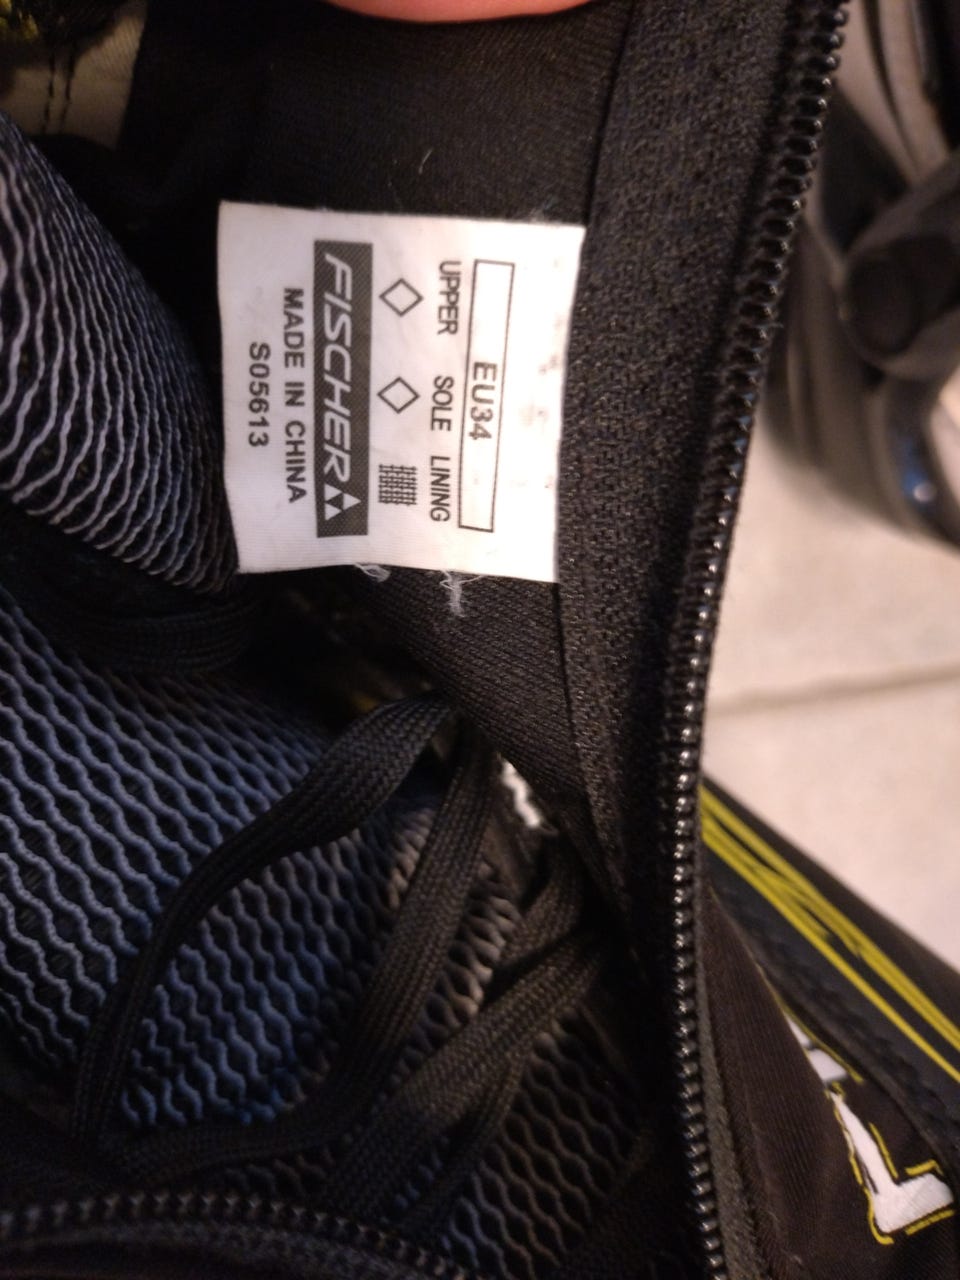 EU34
UPPER SOLE LINING
FISCHER
MADE IN CHINA
S05613